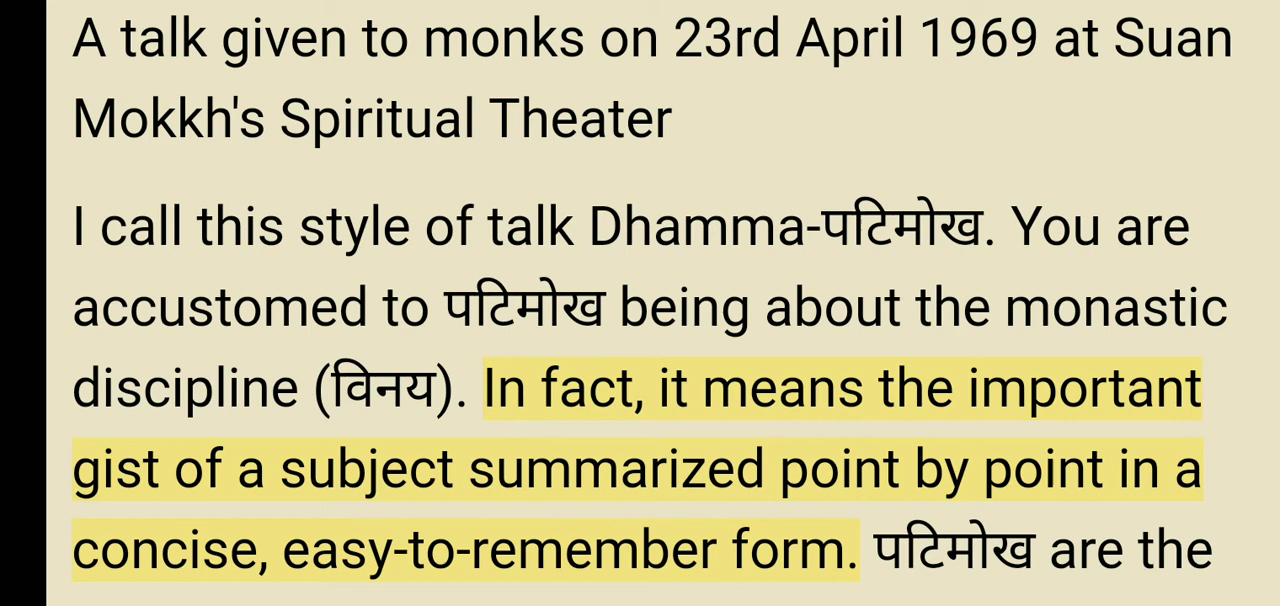 A talk given to monks on 23rd April 1969 at Suan
Mokkh's Spiritual Theater
I call this style of talk Dhamma-पटिमोख. You are
accustomed to पटिमोख being about the monastic
discipline (विनय). In fact, it means the important
gist of a subject summarized point by point in a
concise, easy-to-remember form. पटिमोख are the